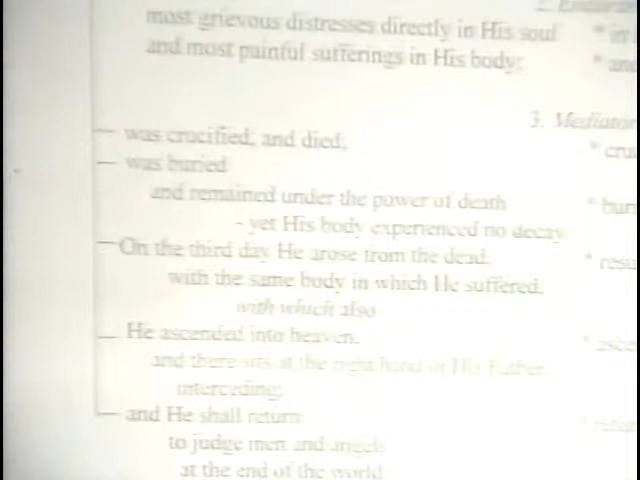 most grievous distresses directly in His soul * in
and most painful sufferings in His body; * and
3. Mediator
was crucified, and died;
was buried
and remained under the power of death
- yet His body experienced no decay
On the third day He arose from the dead,
with the same body in which He suffered;
with which also
He ascended into heaven,
and there sits at the right hand of His Father
interceding;
and He shall return
to judge men and angels
at the end of the world